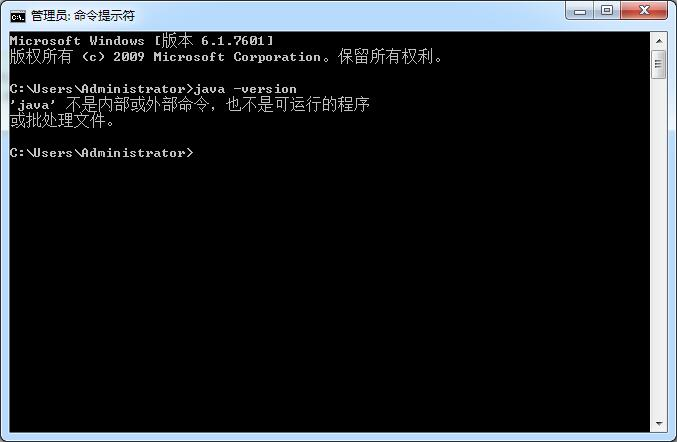 管理员: 命令提示符
Microsoft Windows [版本 6.1.7601]
版权所有 (c) 2009 Microsoft Corporation。保留所有权利。
C:\Users\Administrator>java -version
'java' 不是内部或外部命令，也不是可运行的程序
或批处理文件。
C:\Users\Administrator>